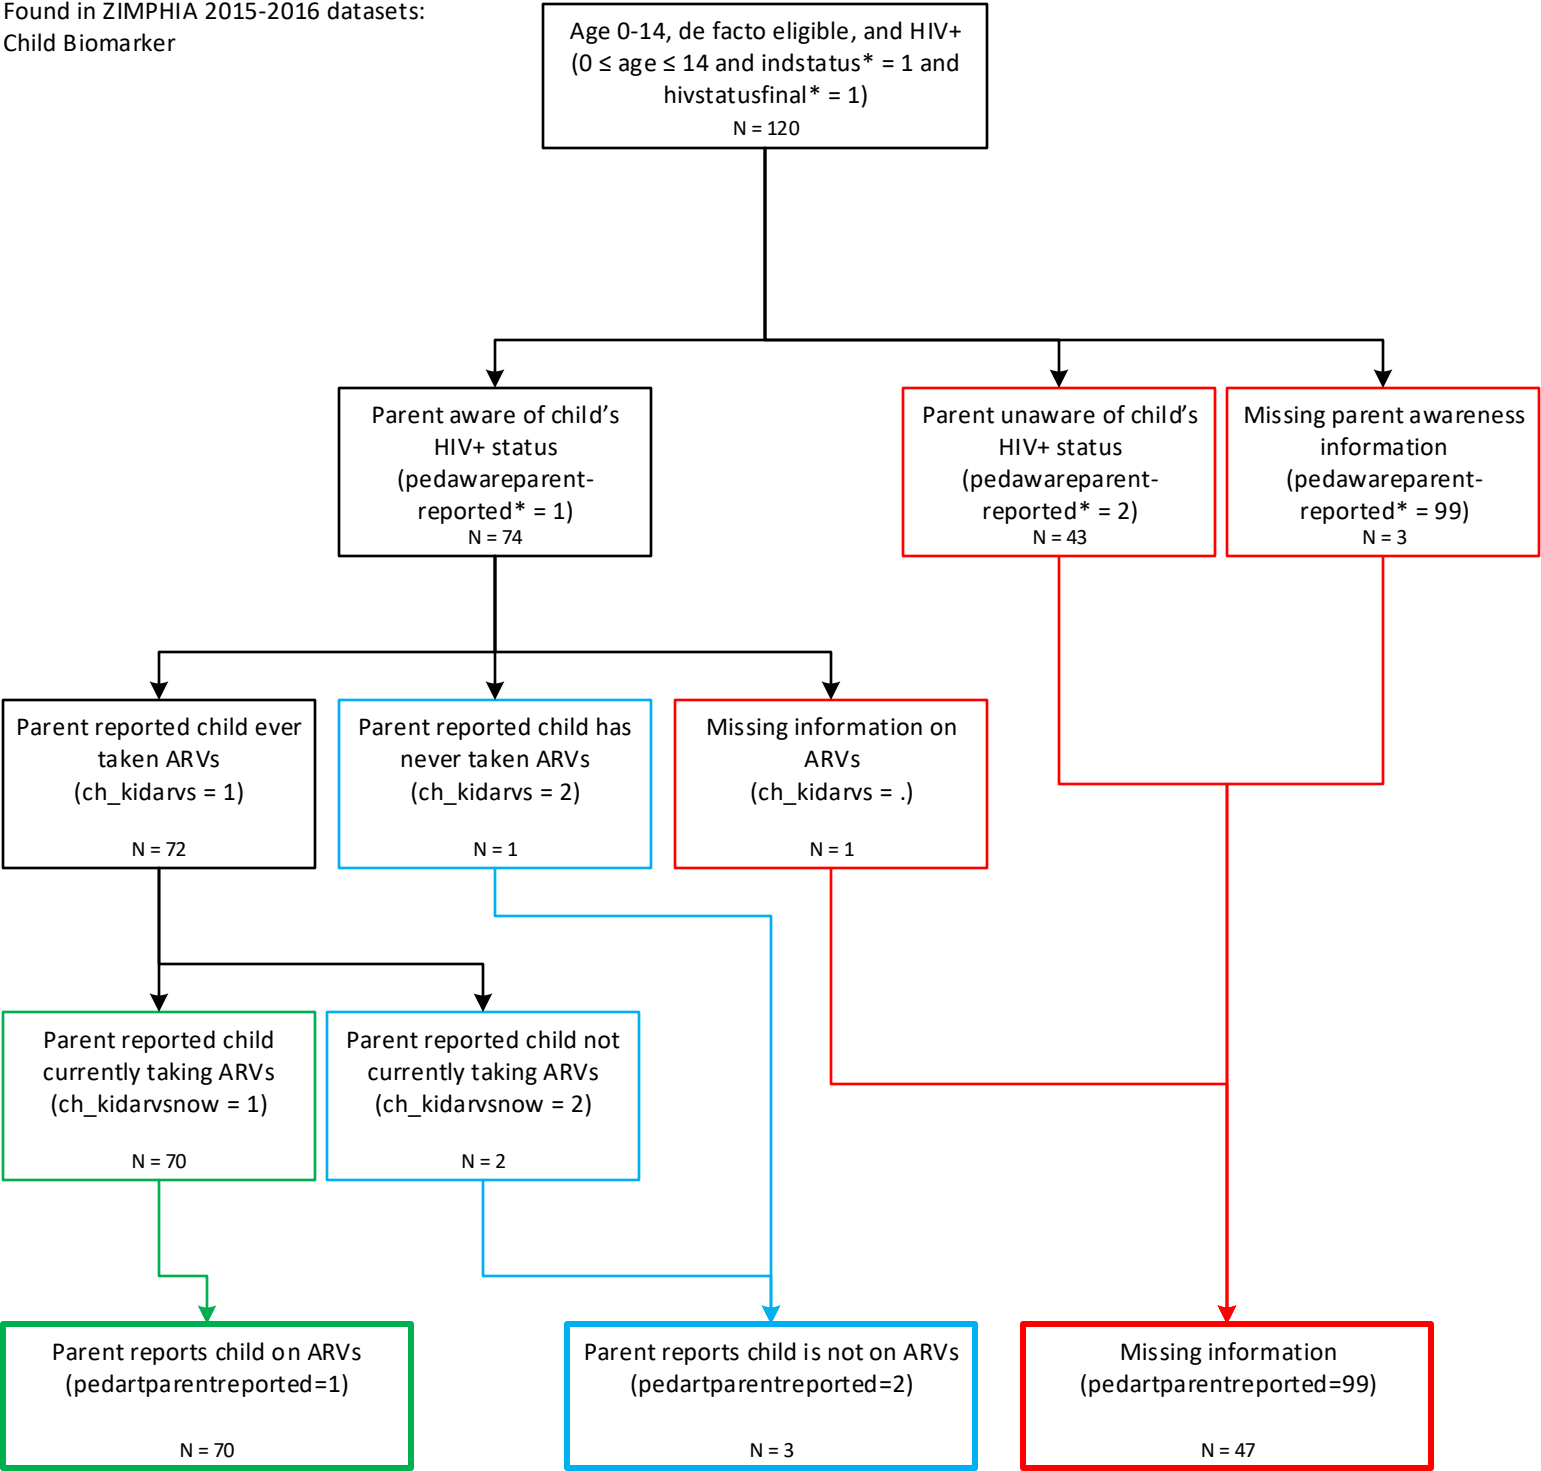 Found in ZIMPHIA 2015-2016 datasets:
Child Biomarker
Age 0-14, de facto eligible, and HIV+
(0 ≤ age ≤ 14 and indstatus* = 1 and
hivstatusfinal* = 1)
N = 120
Parent aware of child’s
HIV+ status
(pedawareparent-
reported* = 1)
N = 74
Parent unaware of child’s
HIV+ status
(pedawareparent-
reported* = 2)
N = 43
Missing parent awareness
information
(pedawareparent-
reported* = 99)
N = 3
Parent reported child ever
taken ARVs
(ch_kidarvs = 1)
N = 72
Parent reported child has
never taken ARVs
(ch_kidarvs = 2)
N = 1
Missing information on
ARVs
(ch_kidarvs = .)
N = 1
Parent reported child
currently taking ARVs
(ch_kidarvsnow = 1)
N = 70
Parent reported child not
currently taking ARVs
(ch_kidarvsnow = 2)
N = 2
Parent reports child on ARVs
(pedartparentreported=1)
N = 70
Parent reports child is not on ARVs
(pedartparentreported=2)
N = 3
Missing information
(pedartparentreported=99)
N = 47